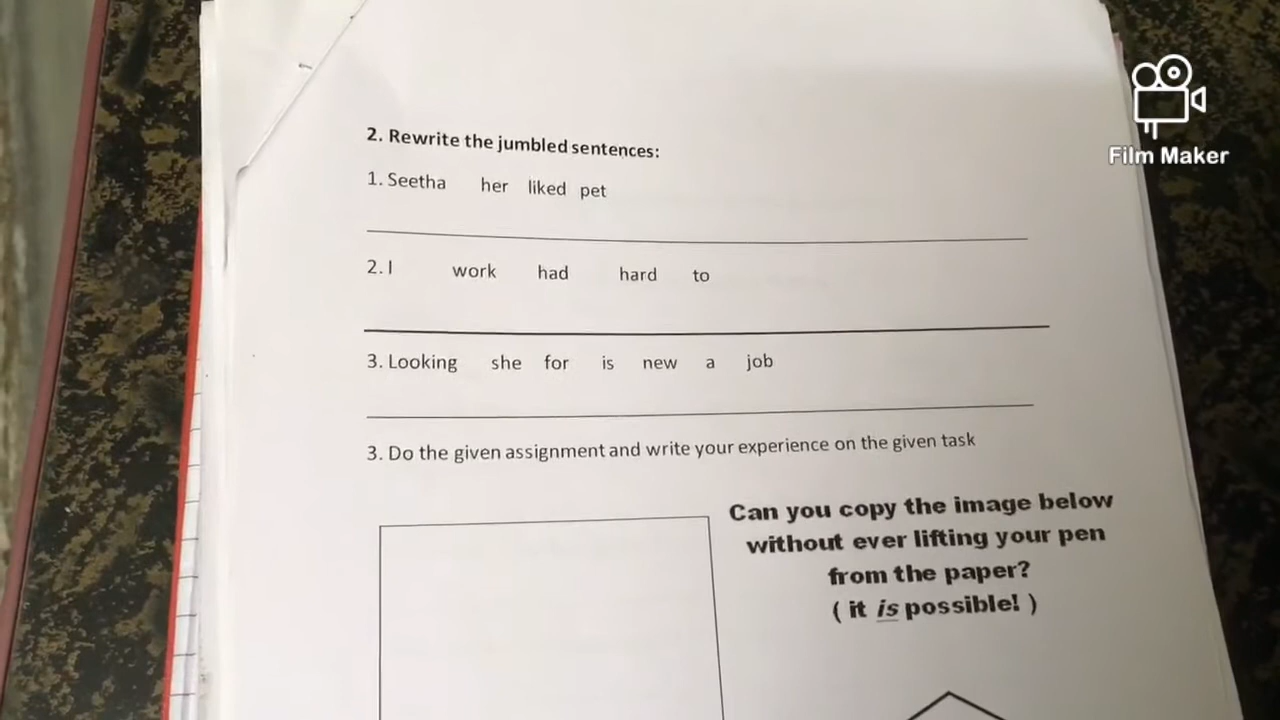 Film Maker
2. Rewrite the jumbled sentences:
1. Seetha her liked pet
2. I work had hard to
3. Looking she for is new a job
3. Do the given assignment and write your experience on the given task
Can you copy the image below
without ever lifting your pen
from the paper?
( it is possible! )